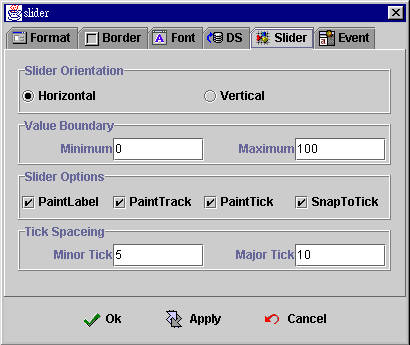 slider
Format Border Font DS Slider Event
Slider Orientation
Horizontal Vertical
Value Boundary
Minimum 0 Maximum 100
Slider Options
PaintLabel PaintTrack PaintTick SnapToTick
Tick Spaceing
Minor Tick 5 Major Tick 10
Ok Apply Cancel